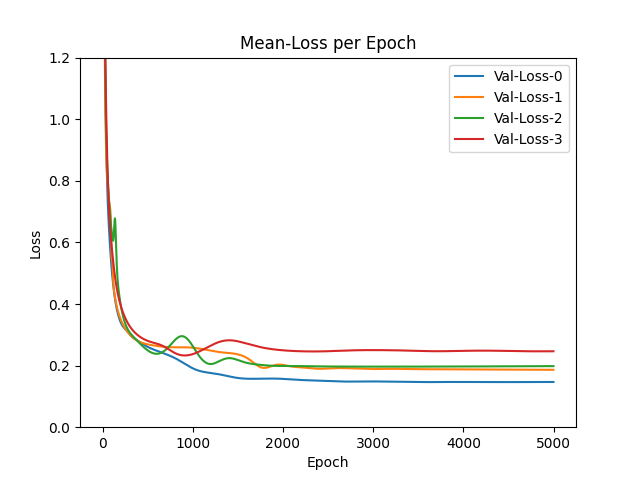 Mean-Loss per Epoch
Loss
1.2
1.0
0.8
0.6
0.4
0.2
0.0
Val-Loss-0
Val-Loss-1
Val-Loss-2
Val-Loss-3
0 1000 2000 3000 4000 5000
Epoch